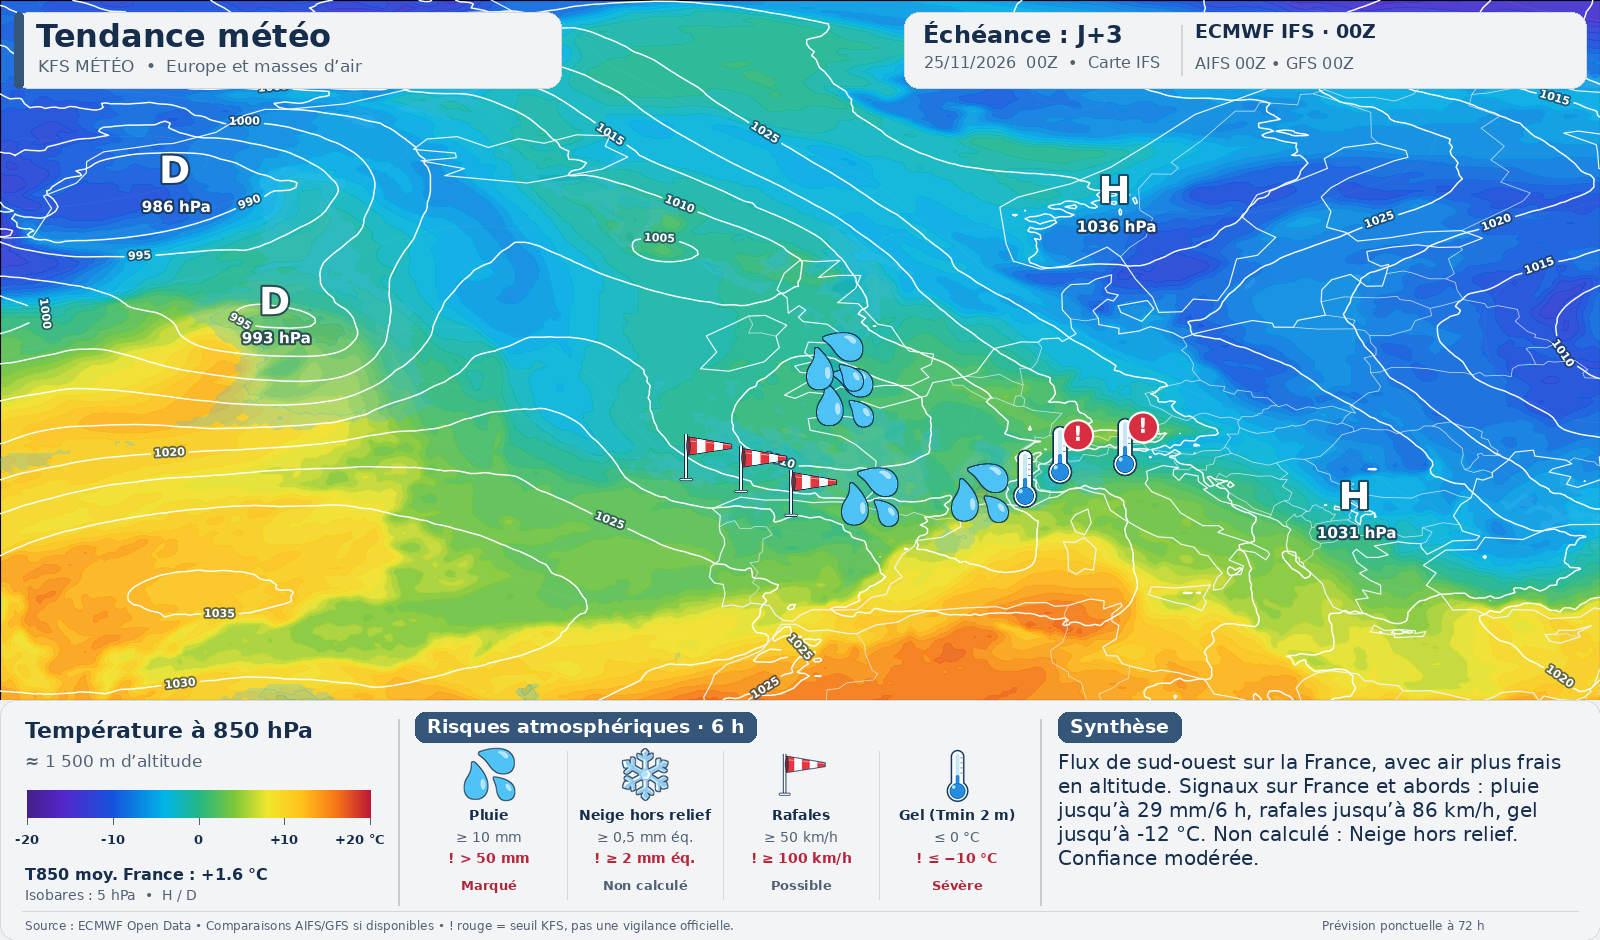 Tendance météo
KFS MÉTÉO • Europe et masses d’air
Échéance : J+3
25/11/2026 00Z • Carte IFS
ECMWF IFS · 00Z
AIFS 00Z • GFS 00Z
1015
1000
1015
1025
D
986 hPa
990
1010
H
1036 hPa
1025
1020
995
1005
1015
1000
D
995
993 hPa
1010
1020
H
1031 hPa
1025
1035
1025
1030
1025
1020
Température à 850 hPa
≈ 1 500 m d’altitude
-20 -10 0 +10 +20 °C
T850 moy. France : +1.6 °C
Isobares : 5 hPa • H / D
Risques atmosphériques · 6 h
Pluie
≥ 10 mm
! > 50 mm
Marqué
Neige hors relief
≥ 0,5 mm éq.
! ≥ 2 mm éq.
Non calculé
Rafales
≥ 50 km/h
! ≥ 100 km/h
Possible
Gel (Tmin 2 m)
≤ 0 °C
! ≤ −10 °C
Sévère
Synthèse
Flux de sud-ouest sur la France, avec air plus frais
en altitude. Signaux sur France et abords : pluie
jusqu’à 29 mm/6 h, rafales jusqu’à 86 km/h, gel
jusqu’à -12 °C. Non calculé : Neige hors relief.
Confiance modérée.
Source : ECMWF Open Data • Comparaisons AIFS/GFS si disponibles • ! rouge = seuil KFS, pas une vigilance officielle.
Prévision ponctuelle à 72 h